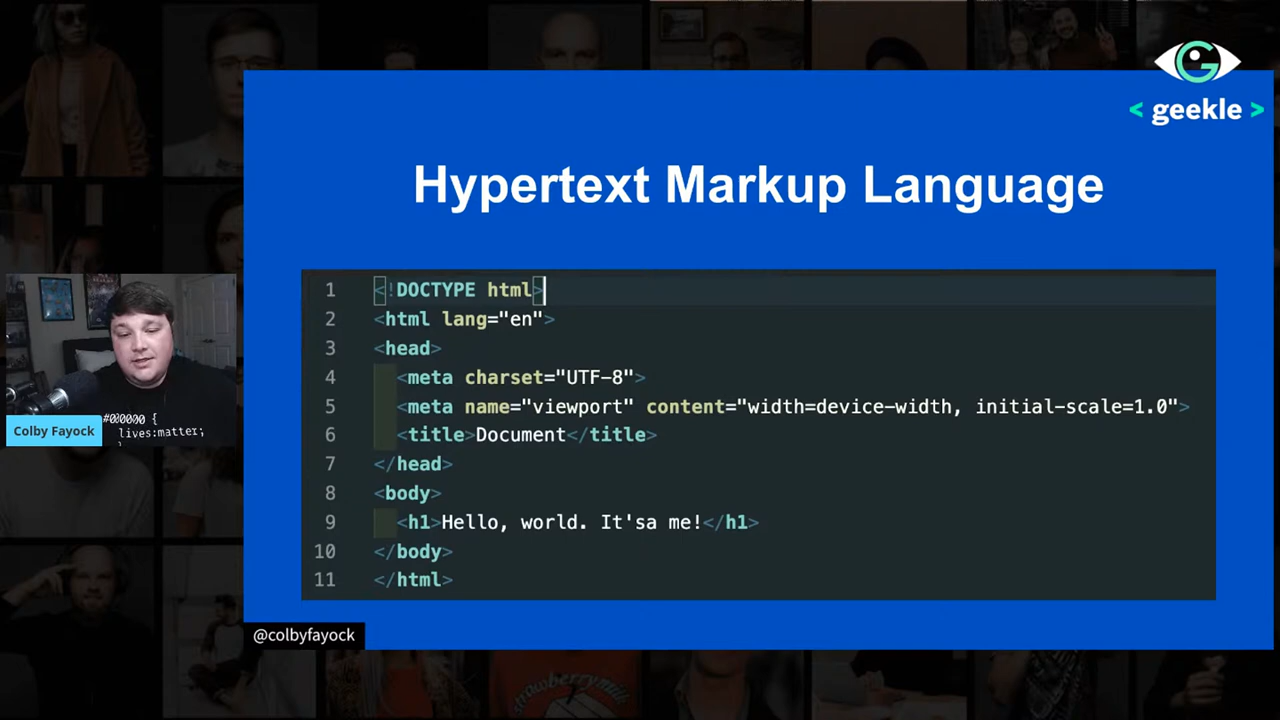 < geekle >
Hypertext Markup Language
1 <!DOCTYPE html>
2 <html lang="en">
3 <head>
4 <meta charset="UTF-8">
5 <meta name="viewport" content="width=device-width, initial-scale=1.0">
6 <title>Document</title>
7 </head>
8 <body>
9 <h1>Hello, world. It'sa me!</h1>
10 </body>
11 </html>
#000000 {
lives:matter;
Colby Fayock
@colbyfayock